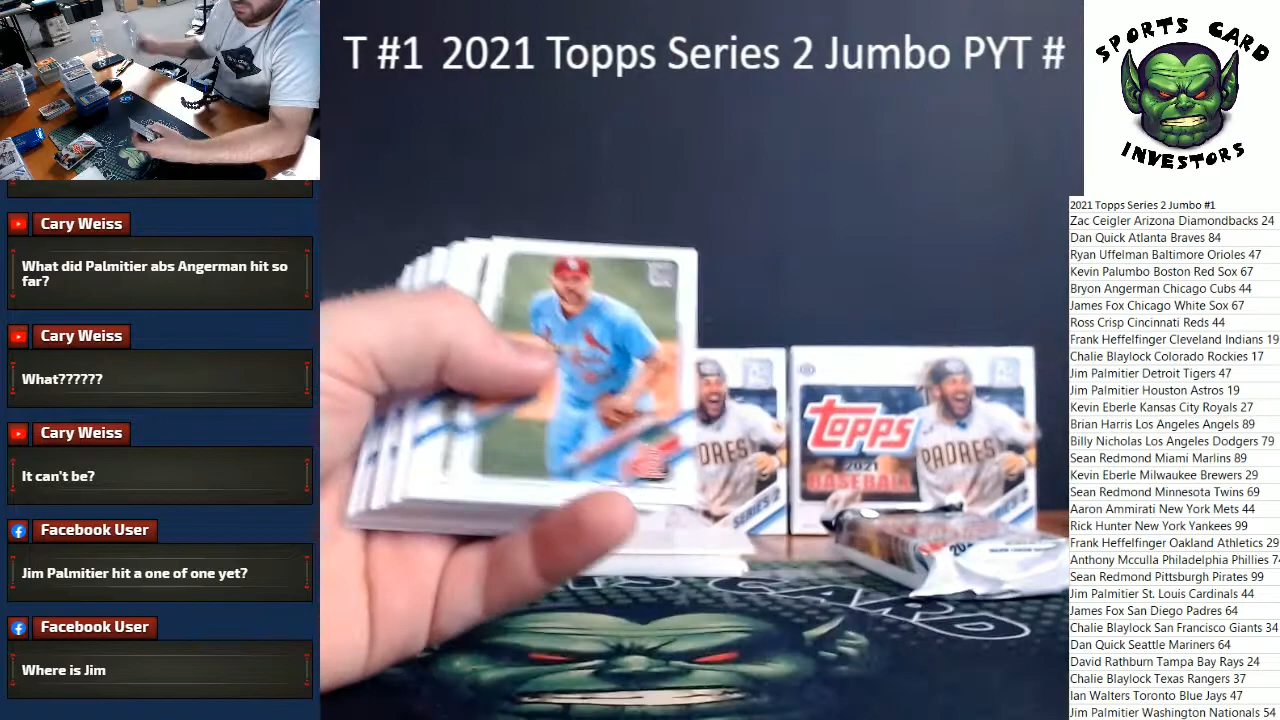 T #1 2021 Topps Series 2 Jumbo PYT #
SPORTS CARD
INVESTORS
Cary Weiss
What did Palmitier abs Angerman hit so
far?
Cary Weiss
What??????
Cary Weiss
It can't be?
Facebook User
Jim Palmitier hit a one of one yet?
Facebook User
Where is Jim
2021 Topps Series 2 Jumbo #1
Zac Ceigler Arizona Diamondbacks 24
Dan Quick Atlanta Braves 84
Ryan Uffelman Baltimore Orioles 47
Kevin Palumbo Boston Red Sox 67
Bryon Angerman Chicago Cubs 44
James Fox Chicago White Sox 67
Ross Crisp Cincinnati Reds 44
Frank Heffelfinger Cleveland Indians 19
Chalie Blaylock Colorado Rockies 17
Jim Palmitier Detroit Tigers 47
Jim Palmitier Houston Astros 19
Kevin Eberle Kansas City Royals 27
Brian Harris Los Angeles Angels 89
Billy Nicholas Los Angeles Dodgers 79
Sean Redmond Miami Marlins 89
Kevin Eberle Milwaukee Brewers 29
Sean Redmond Minnesota Twins 69
Aaron Ammirati New York Mets 44
Rick Hunter New York Yankees 99
Frank Heffelfinger Oakland Athletics 29
Anthony Mcculla Philadelphia Phillies 74
Sean Redmond Pittsburgh Pirates 99
Jim Palmitier St. Louis Cardinals 44
James Fox San Diego Padres 64
Chalie Blaylock San Francisco Giants 34
Dan Quick Seattle Mariners 64
David Rathburn Tampa Bay Rays 24
Chalie Blaylock Texas Rangers 37
Ian Walters Toronto Blue Jays 47
Jim Palmitier Washington Nationals 54
PADRES
SERIES 2
Topps
2021
BASEBALL
PADRES
CARD